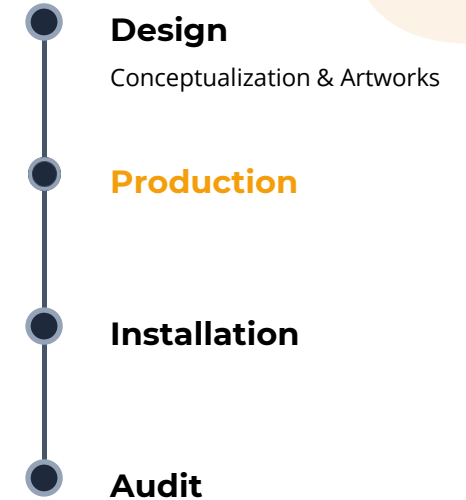 Design
Conceptualization & Artworks
Production
Installation
Audit